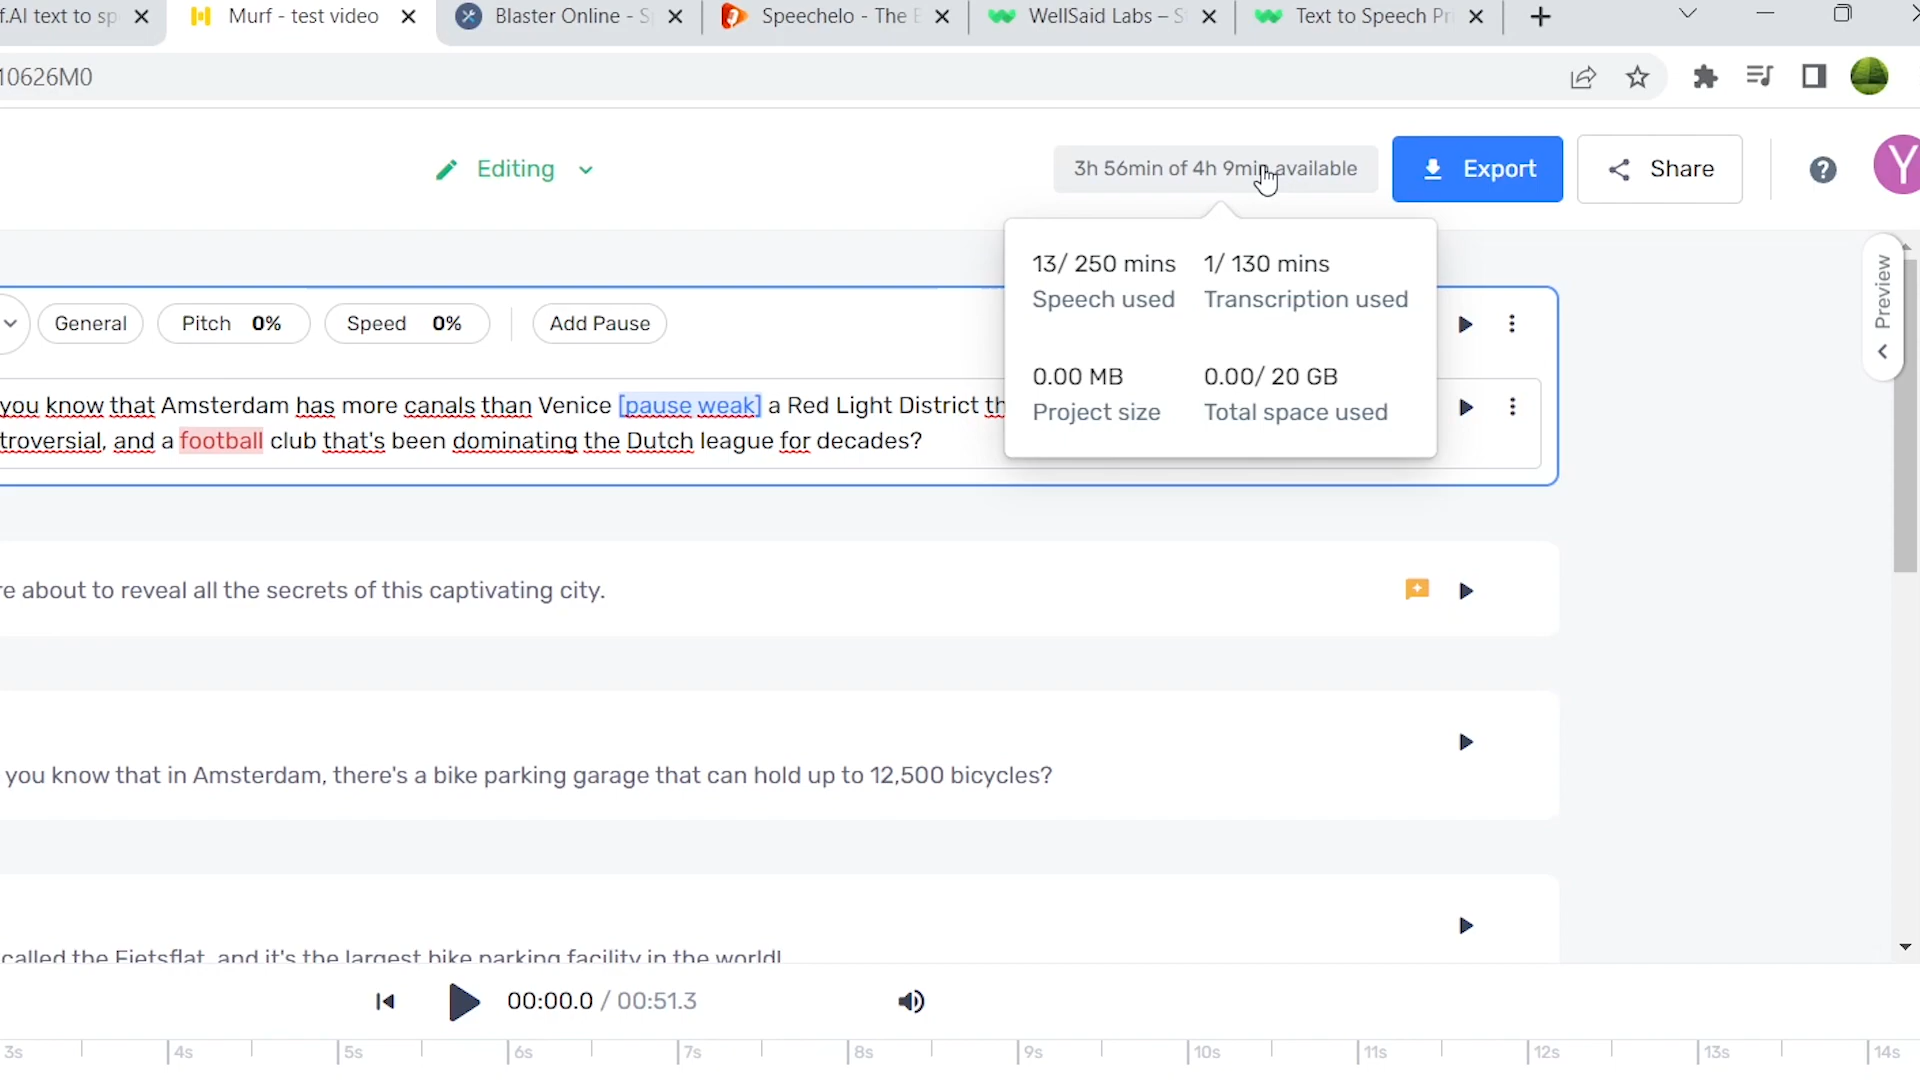 f.AI text to sp
Murf - test video
Blaster Online - S
Speechelo - The B
WellSaid Labs – S
Text to Speech Pri
10626M0
Editing
3h 56min of 4h 9min available
Export
Share
Y
13/ 250 mins
Speech used
1/ 130 mins
Transcription used
0.00 MB
Project size
0.00/ 20 GB
Total space used
Preview
General
Pitch 0%
Speed 0%
Add Pause
you know that Amsterdam has more canals than Venice [pause weak] a Red Light District th
troversial, and a football club that's been dominating the Dutch league for decades?
re about to reveal all the secrets of this captivating city.
you know that in Amsterdam, there's a bike parking garage that can hold up to 12,500 bicycles?
called the Fietsflat, and it's the largest bike parking facility in the world!
00:00.0 / 00:51.3
3s 4s 5s 6s 7s 8s 9s 10s 11s 12s 13s 14s